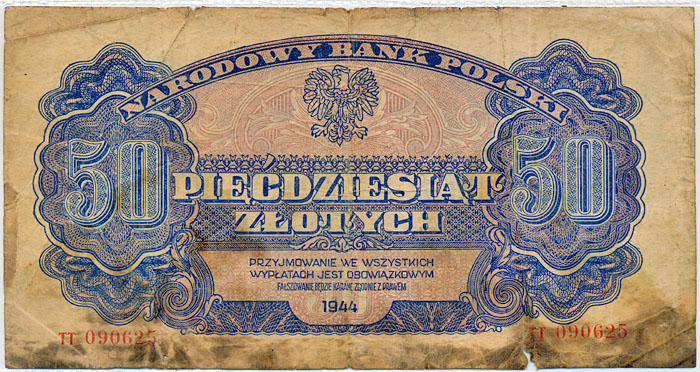 NARODOWY BANK POLSKI
50 50
PIĘĆDZIESIĄT
ZŁOTYCH
PRZYJMOWANIE WE WSZYSTKICH
WYPŁATACH JEST OBOWIĄZKOWYM
FAŁSZOWANIE BĘDZIE KARANE ZGODNIE Z PRAWEM
1944
TT 090625 TT 090625